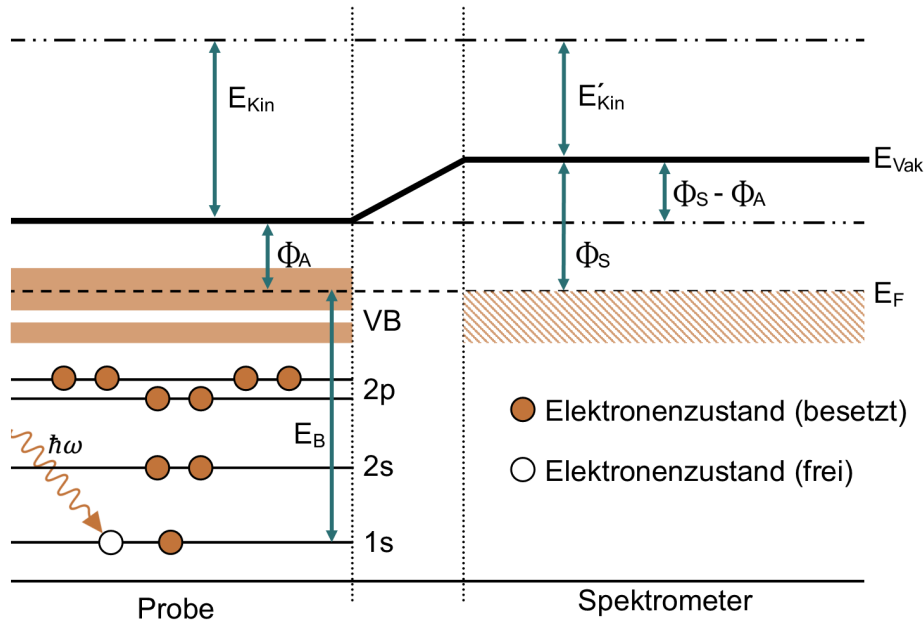 E_Kin
E´_Kin
E_Vak
Φ_S - Φ_A
Φ_A
Φ_S
E_F
VB
2p
E_B
ħω
2s
1s
Elektronenzustand (besetzt)
Elektronenzustand (frei)
Probe
Spektrometer